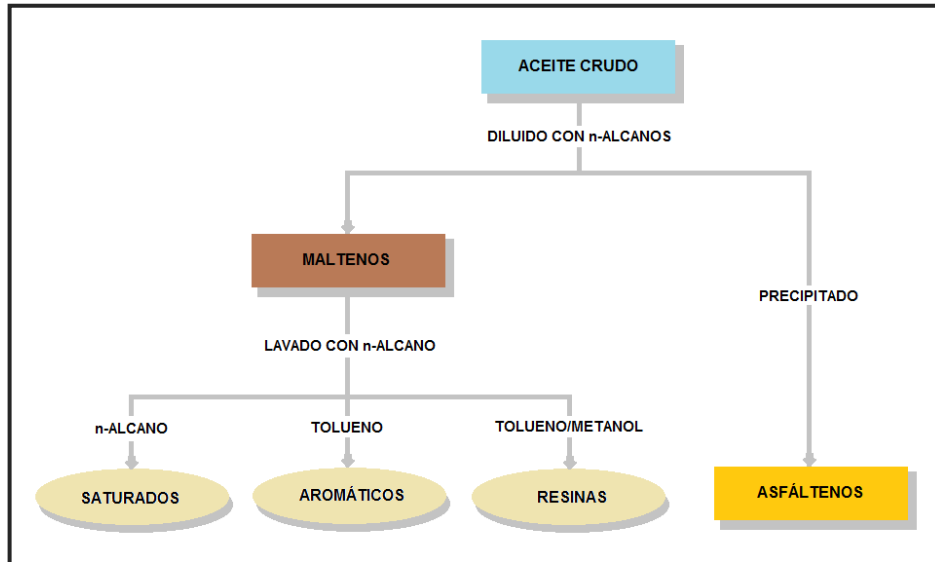 ACEITE CRUDO
DILUIDO CON n-ALCANOS
MALTENOS
PRECIPITADO
LAVADO CON n-ALCANO
n-ALCANO
TOLUENO
TOLUENO/METANOL
SATURADOS
AROMÁTICOS
RESINAS
ASFÁLTENOS